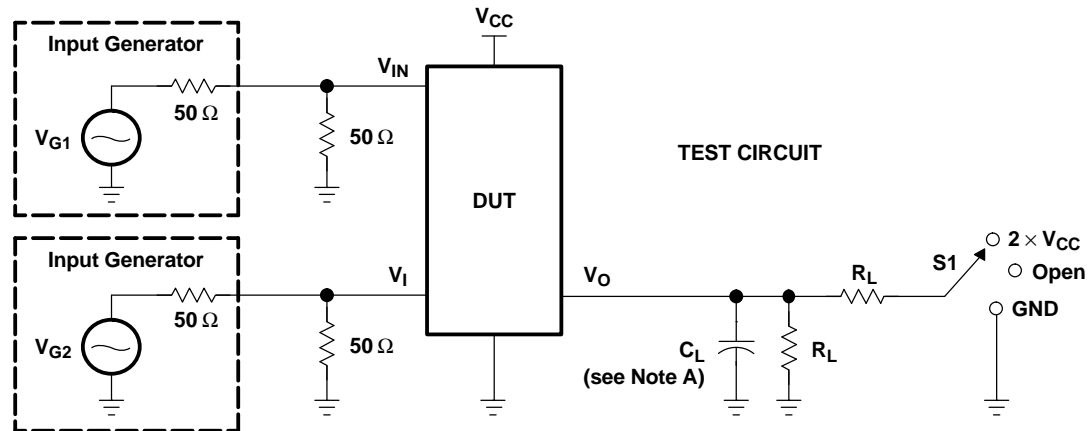 V_CC
Input Generator
V_IN
50 Ω
V_G1
50 Ω
TEST CIRCUIT
DUT
Input Generator
V_I
50 Ω
V_G2
50 Ω
V_O
R_L
S1
2 × V_CC
Open
GND
C_L
(see Note A)
R_L